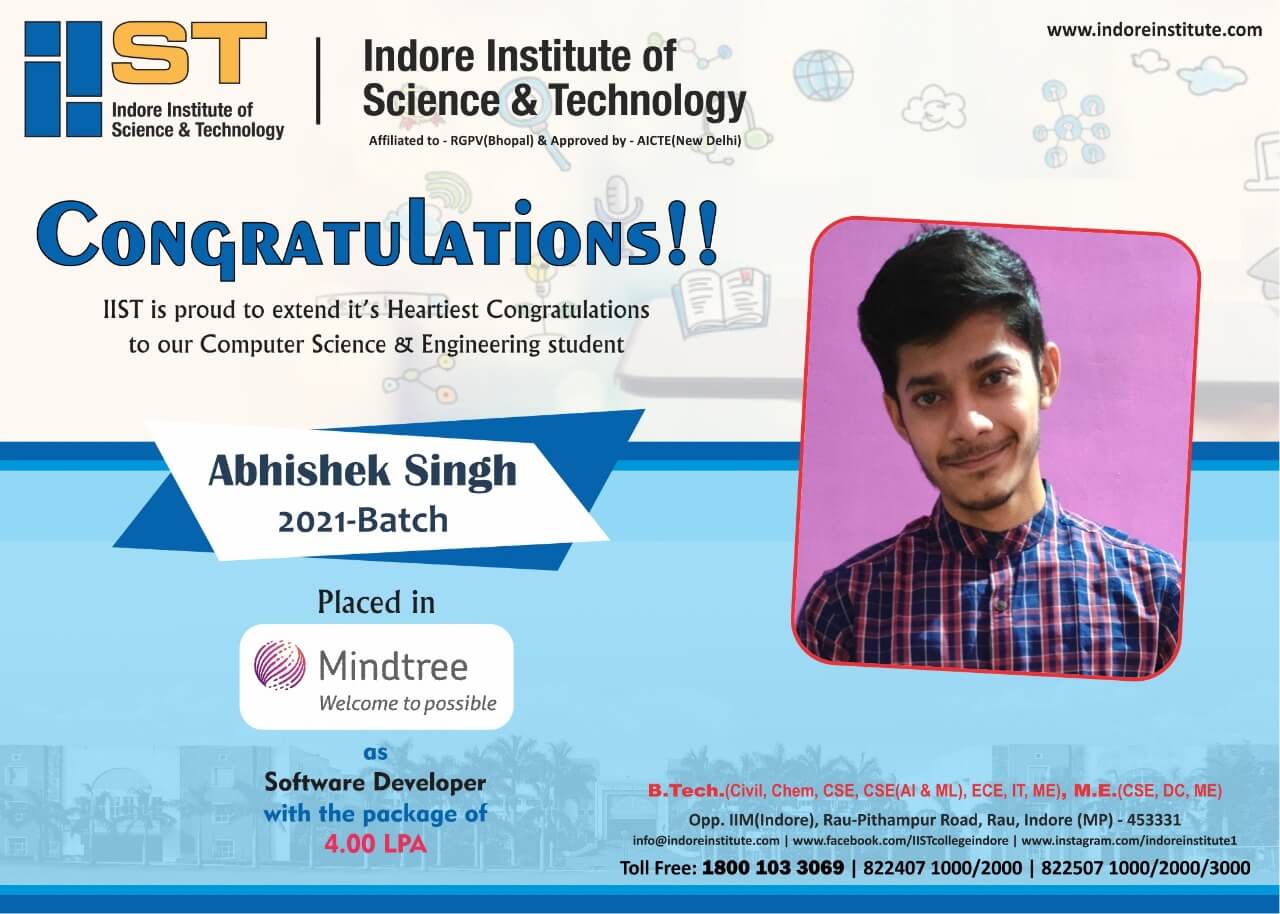 IIST
Indore Institute of
Science & Technology
Indore Institute of
Science & Technology
Affiliated to - RGPV(Bhopal) & Approved by - AICTE(New Delhi)
www.indoreinstitute.com
Congratulations!!
IIST is proud to extend it's Heartiest Congratulations
to our Computer Science & Engineering student
Abhishek Singh
2021-Batch
Placed in
Mindtree
Welcome to possible
as
Software Developer
with the package of
4.00 LPA
B.Tech.(Civil, Chem, CSE, CSE(AI & ML), ECE, IT, ME), M.E.(CSE, DC, ME)
Opp. IIM(Indore), Rau-Pithampur Road, Rau, Indore (MP) - 453331
info@indoreinstitute.com | www.facebook.com/IISTcollegeindore | www.instagram.com/indoreinstitute1
Toll Free: 1800 103 3069 | 822407 1000/2000 | 822507 1000/2000/3000